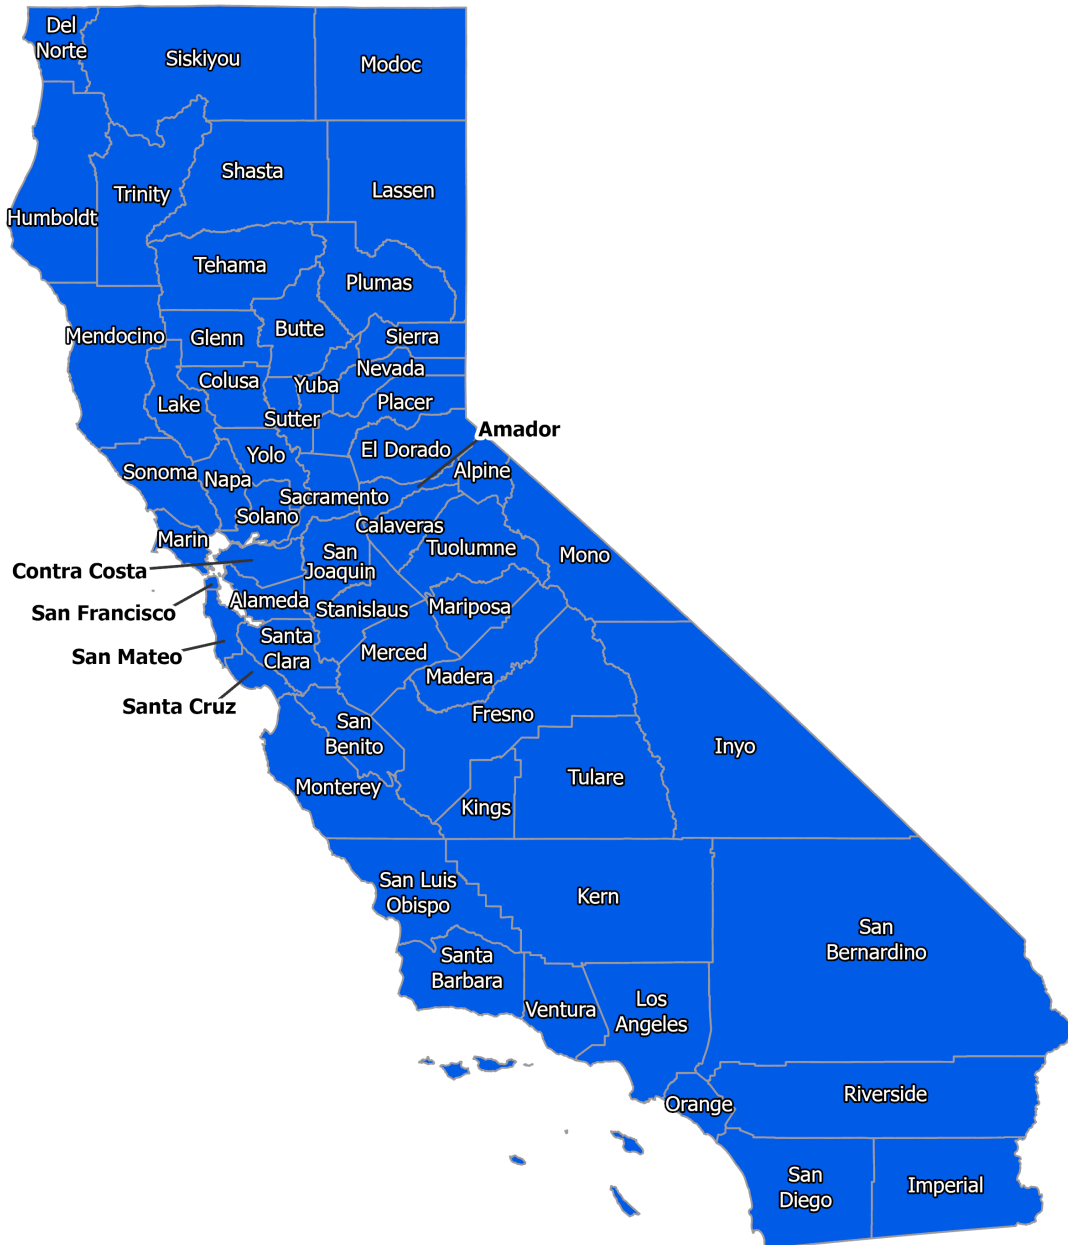 Del
Norte
Siskiyou
Modoc
Shasta
Lassen
Trinity
Humboldt
Tehama
Plumas
Mendocino
Glenn
Butte
Sierra
Nevada
Colusa
Yuba
Lake
Placer
Sutter
Amador
El Dorado
Yolo
Sonoma
Napa
Alpine
Sacramento
Solano
Calaveras
Marin
San
Joaquin
Tuolumne
Mono
Contra Costa
Alameda
Stanislaus
Mariposa
San Francisco
Santa
Clara
San Mateo
Merced
Madera
Santa Cruz
Fresno
San
Benito
Inyo
Monterey
Tulare
Kings
San Luis
Obispo
Kern
San
Bernardino
Santa
Barbara
Ventura
Los
Angeles
Orange
Riverside
San
Diego
Imperial